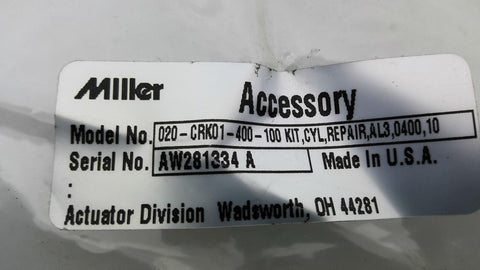 Miller Accessory
Model No. 020-CRK01-400-100 KIT,CYL,REPAIR,AL3,0400,10
Serial No. AW281334 A Made In U.S.A.
:
Actuator Division Wadsworth, OH 44281